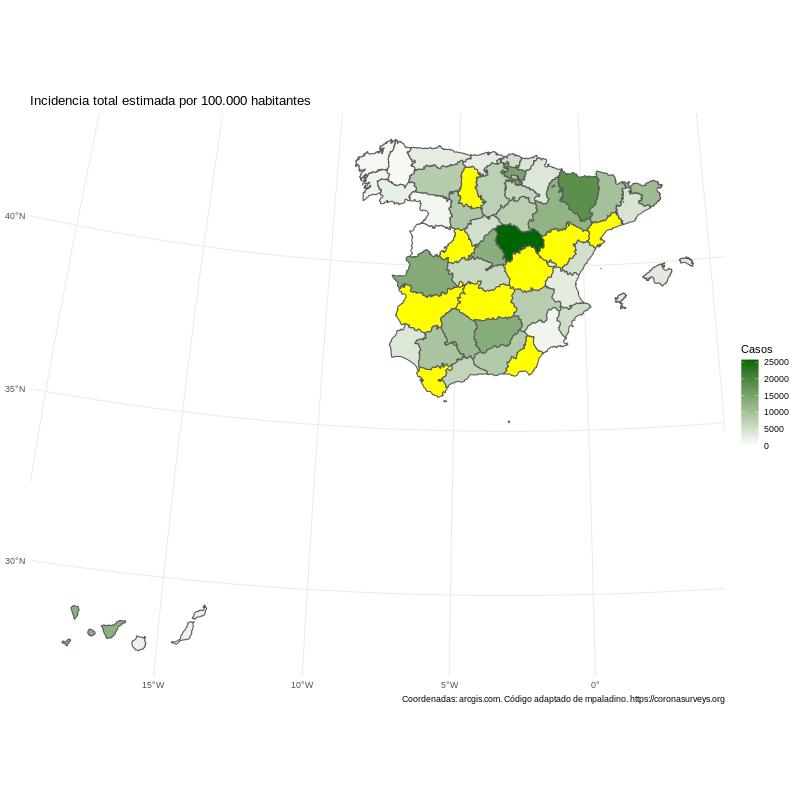 Incidencia total estimada por 100.000 habitantes
40°N
35°N
30°N
15°W
10°W
5°W
0°
Casos
25000
20000
15000
10000
5000
0
Coordenadas: arcgis.com. Código adaptado de mpaladino. https://coronasurveys.org